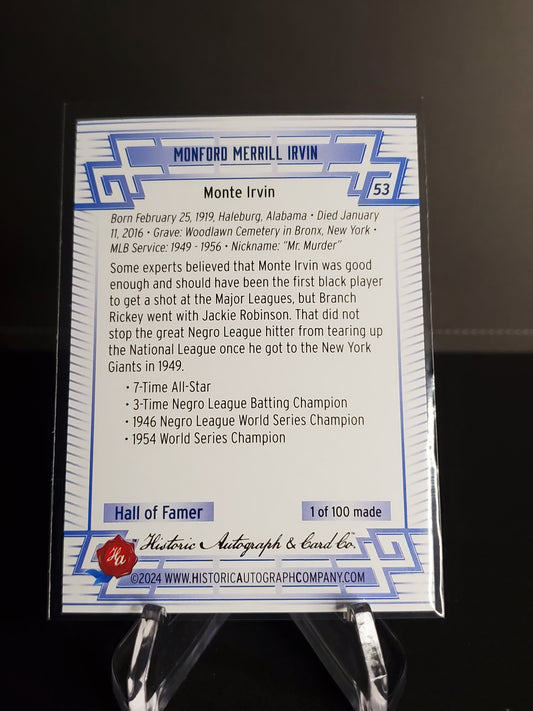 MONFORD MERRILL IRVIN
53
Monte Irvin
Born February 25, 1919, Haleburg, Alabama • Died January
11, 2016 • Grave: Woodlawn Cemetery in Bronx, New York •
MLB Service: 1949 - 1956 • Nickname: "Mr. Murder"
Some experts believed that Monte Irvin was good
enough and should have been the first black player
to get a shot at the Major Leagues, but Branch
Rickey went with Jackie Robinson. That did not
stop the great Negro League hitter from tearing up
the National League once he got to the New York
Giants in 1949.
• 7-Time All-Star
• 3-Time Negro League Batting Champion
• 1946 Negro League World Series Champion
• 1954 World Series Champion
Hall of Famer
1 of 100 made
Ha
Historic Autograph & Card Co.™
©2024 WWW.HISTORICAUTOGRAPHCOMPANY.COM